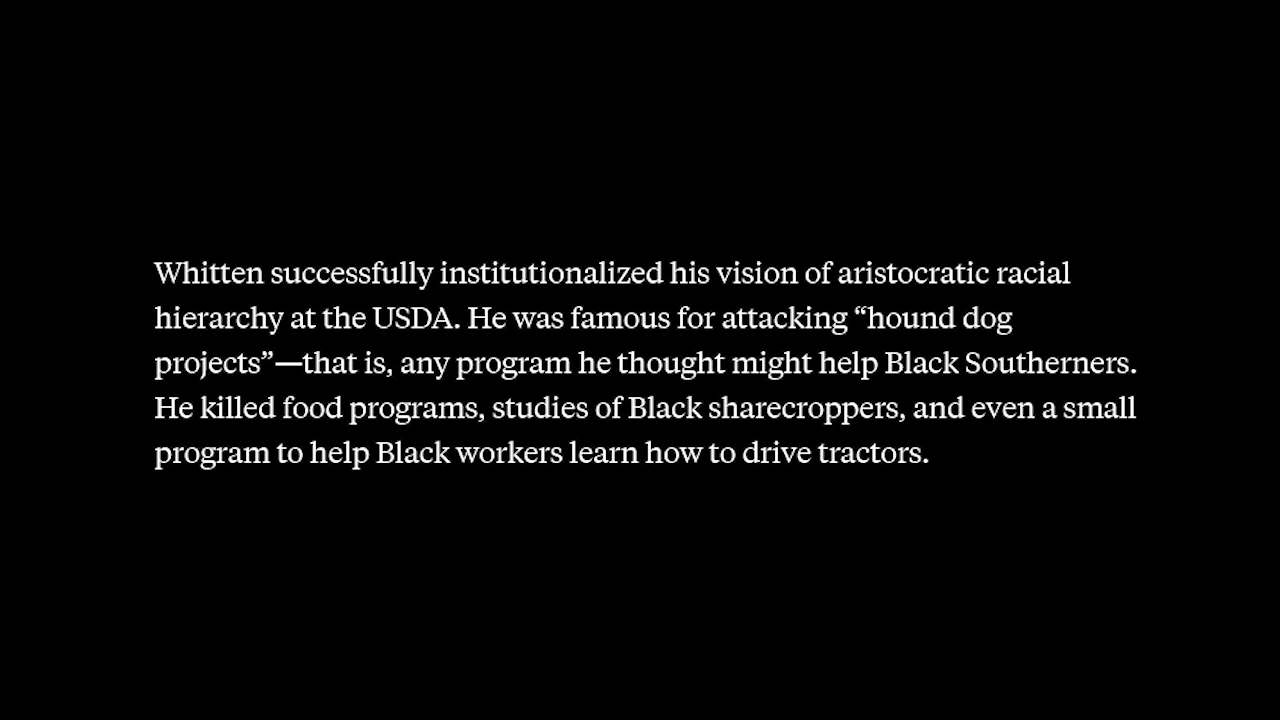 Whitten successfully institutionalized his vision of aristocratic racial
hierarchy at the USDA. He was famous for attacking “hound dog
projects”—that is, any program he thought might help Black Southerners.
He killed food programs, studies of Black sharecroppers, and even a small
program to help Black workers learn how to drive tractors.